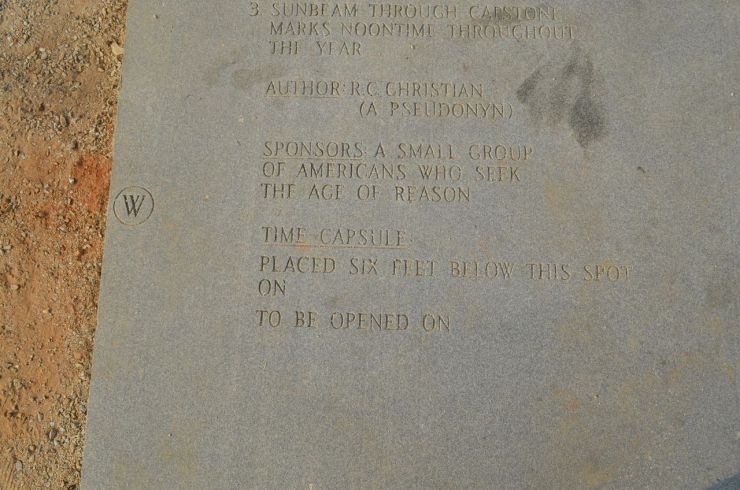 3. SUNBEAM THROUGH CAPSTONE
MARKS NOONTIME THROUGHOUT
THE YEAR
AUTHOR: R.C. CHRISTIAN
(A PSEUDONYN)
SPONSORS: A SMALL GROUP
OF AMERICANS WHO SEEK
THE AGE OF REASON
W
TIME CAPSULE:
PLACED SIX FEET BELOW THIS SPOT
ON
TO BE OPENED ON